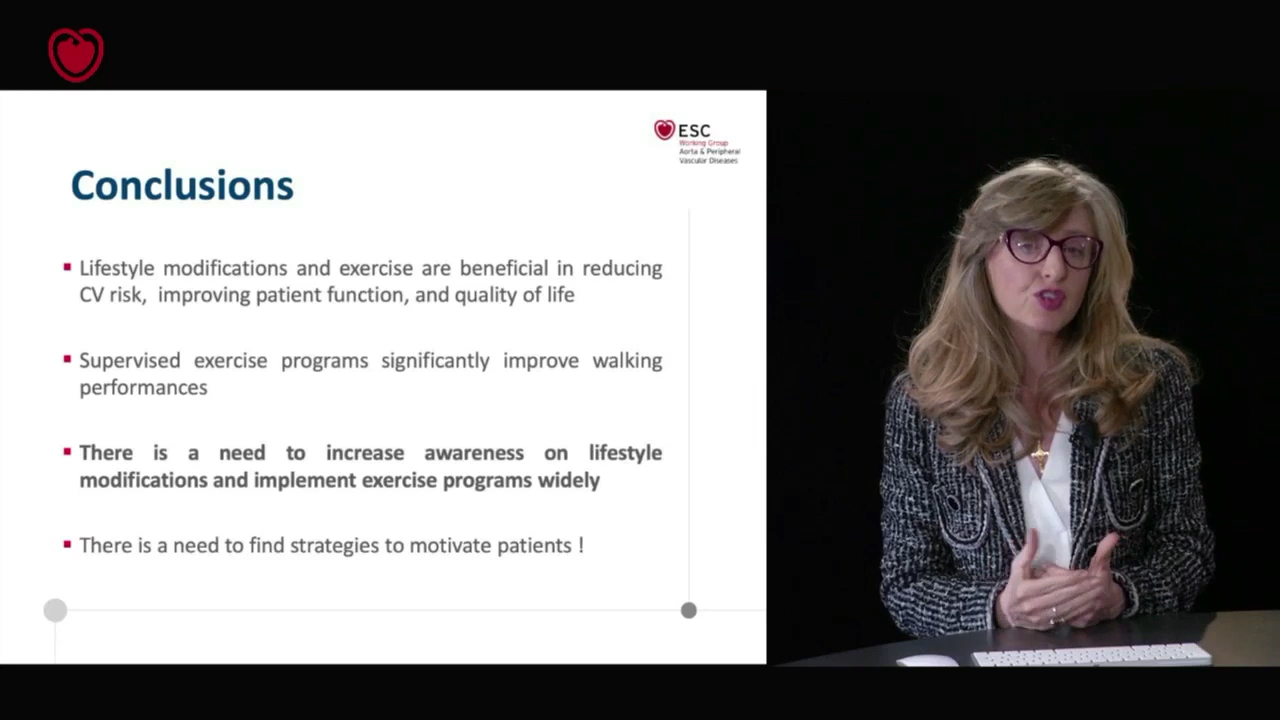 ESC
Working Group
Aorta & Peripheral
Vascular Diseases
Conclusions
Lifestyle modifications and exercise are beneficial in reducing
CV risk, improving patient function, and quality of life
Supervised exercise programs significantly improve walking
performances
There is a need to increase awareness on lifestyle
modifications and implement exercise programs widely
There is a need to find strategies to motivate patients !